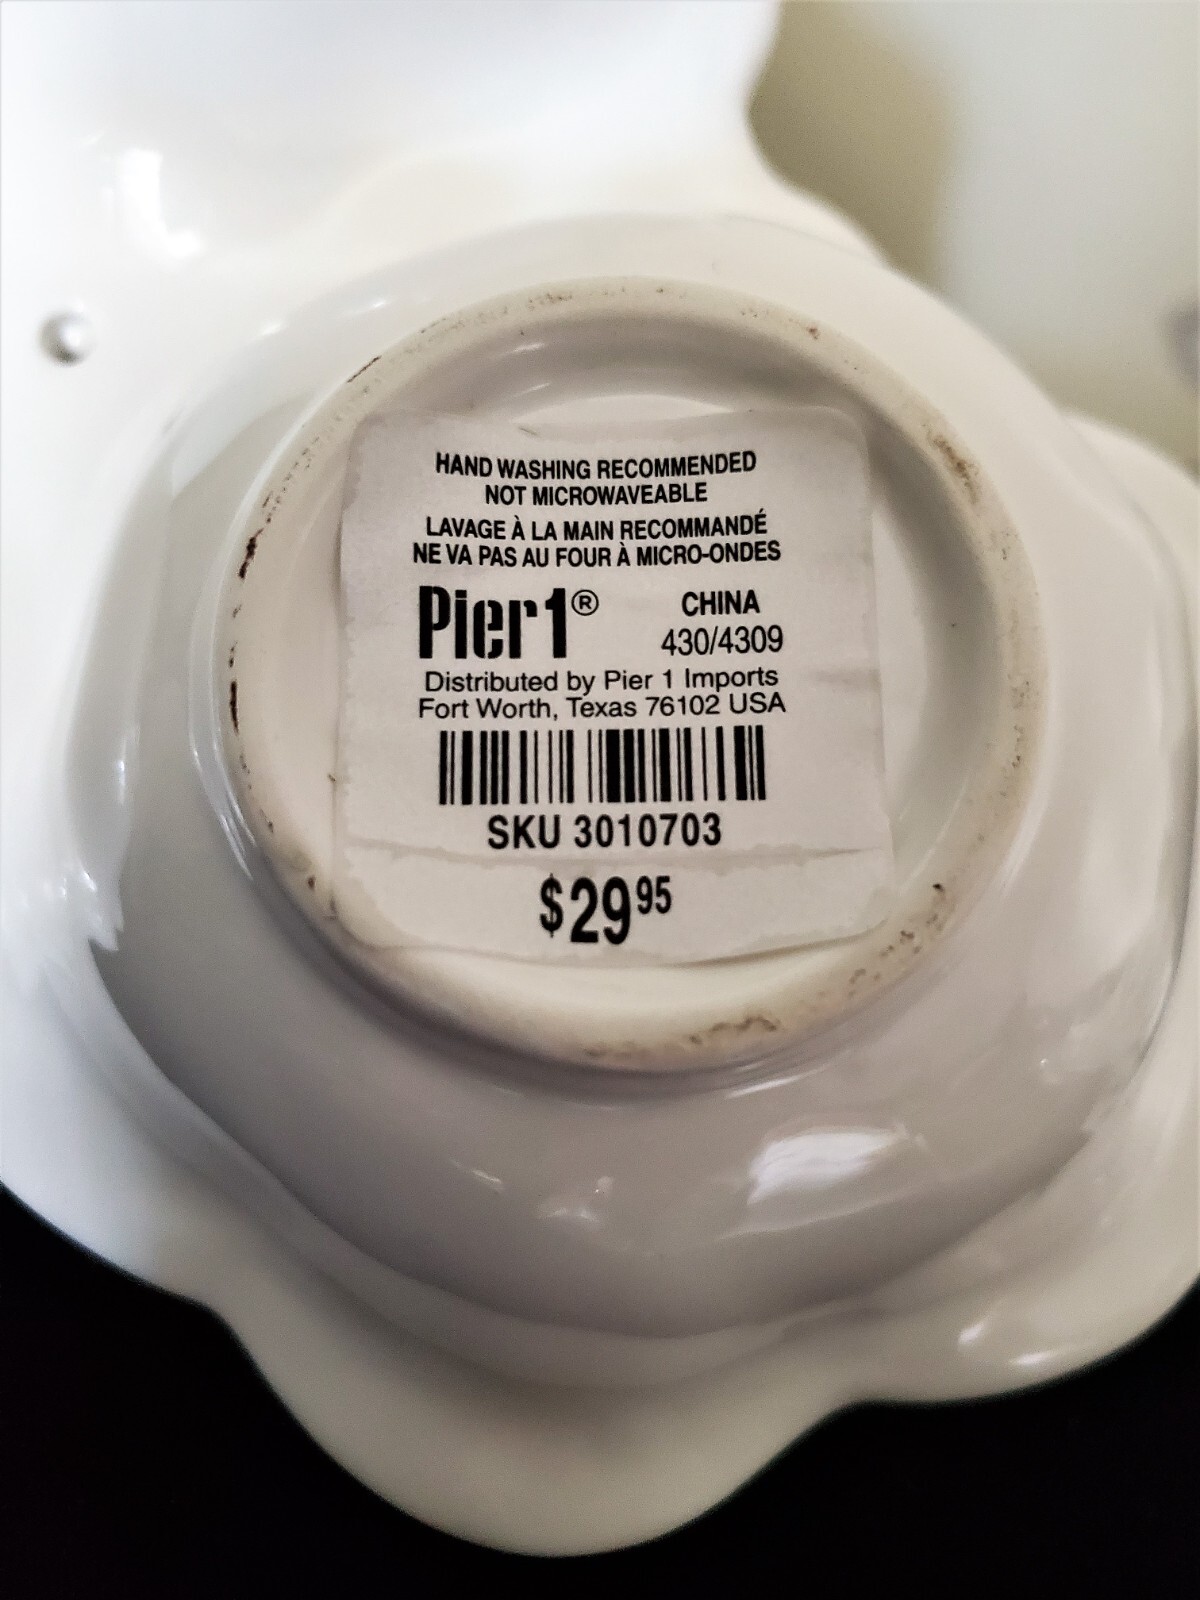 HAND WASHING RECOMMENDED
NOT MICROWAVEABLE
LAVAGE À LA MAIN RECOMMANDÉ
NE VA PAS AU FOUR À MICRO-ONDES
Pier1® CHINA
430/4309
Distributed by Pier 1 Imports
Fort Worth, Texas 76102 USA
SKU 3010703
$29 95